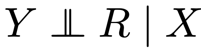 Y ⫫ R | X